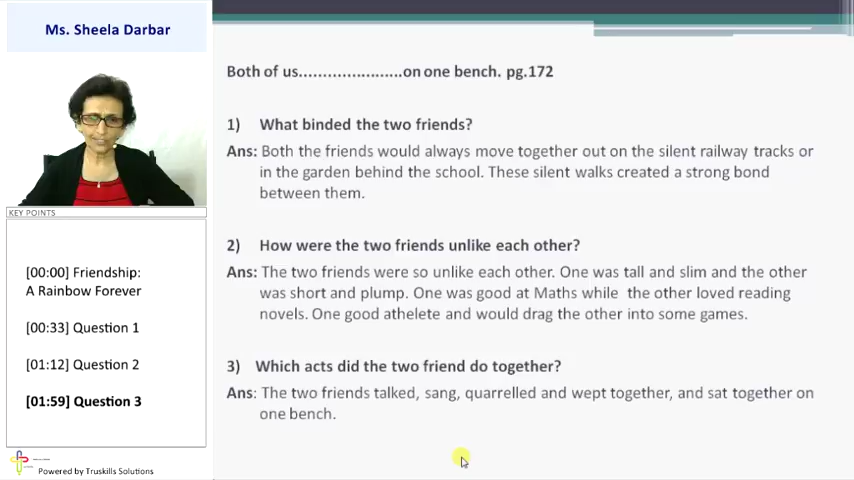 Ms. Sheela Darbar
KEY POINTS
[00:00] Friendship:
A Rainbow Forever
[00:33] Question 1
[01:12] Question 2
[01:59] Question 3
Powered by Truskills Solutions
Both of us......................on one bench. pg.172
1) What binded the two friends?
Ans: Both the friends would always move together out on the silent railway tracks or
in the garden behind the school. These silent walks created a strong bond
between them.
2) How were the two friends unlike each other?
Ans: The two friends were so unlike each other. One was tall and slim and the other
was short and plump. One was good at Maths while the other loved reading
novels. One good athelete and would drag the other into some games.
3) Which acts did the two friend do together?
Ans: The two friends talked, sang, quarrelled and wept together, and sat together on
one bench.